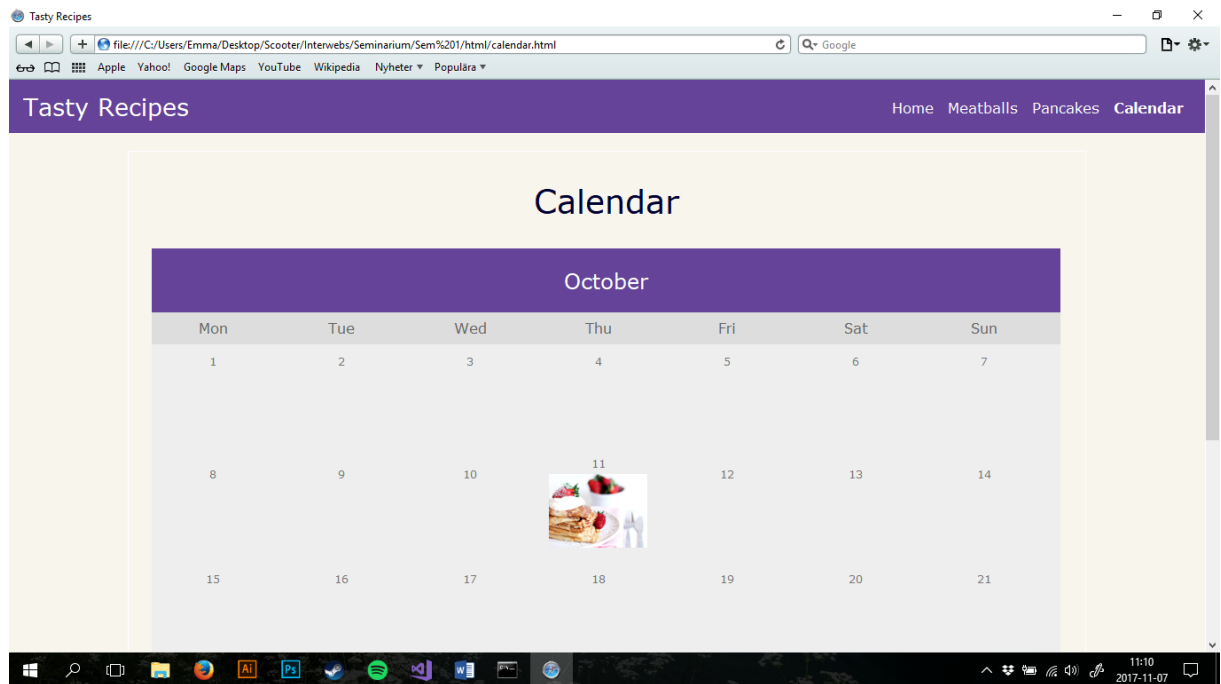 Tasty Recipes
file:///C:/Users/Emma/Desktop/Scooter/Interwebs/Seminarium/Sem%201/html/calendar.html
Google
Apple Yahoo! Google Maps YouTube Wikipedia Nyheter Populära
Tasty Recipes
Home Meatballs Pancakes Calendar
Calendar
October
Mon Tue Wed Thu Fri Sat Sun
1 2 3 4 5 6 7
8 9 10 11 12 13 14
15 16 17 18 19 20 21
Ai Ps W
11:10
2017-11-07